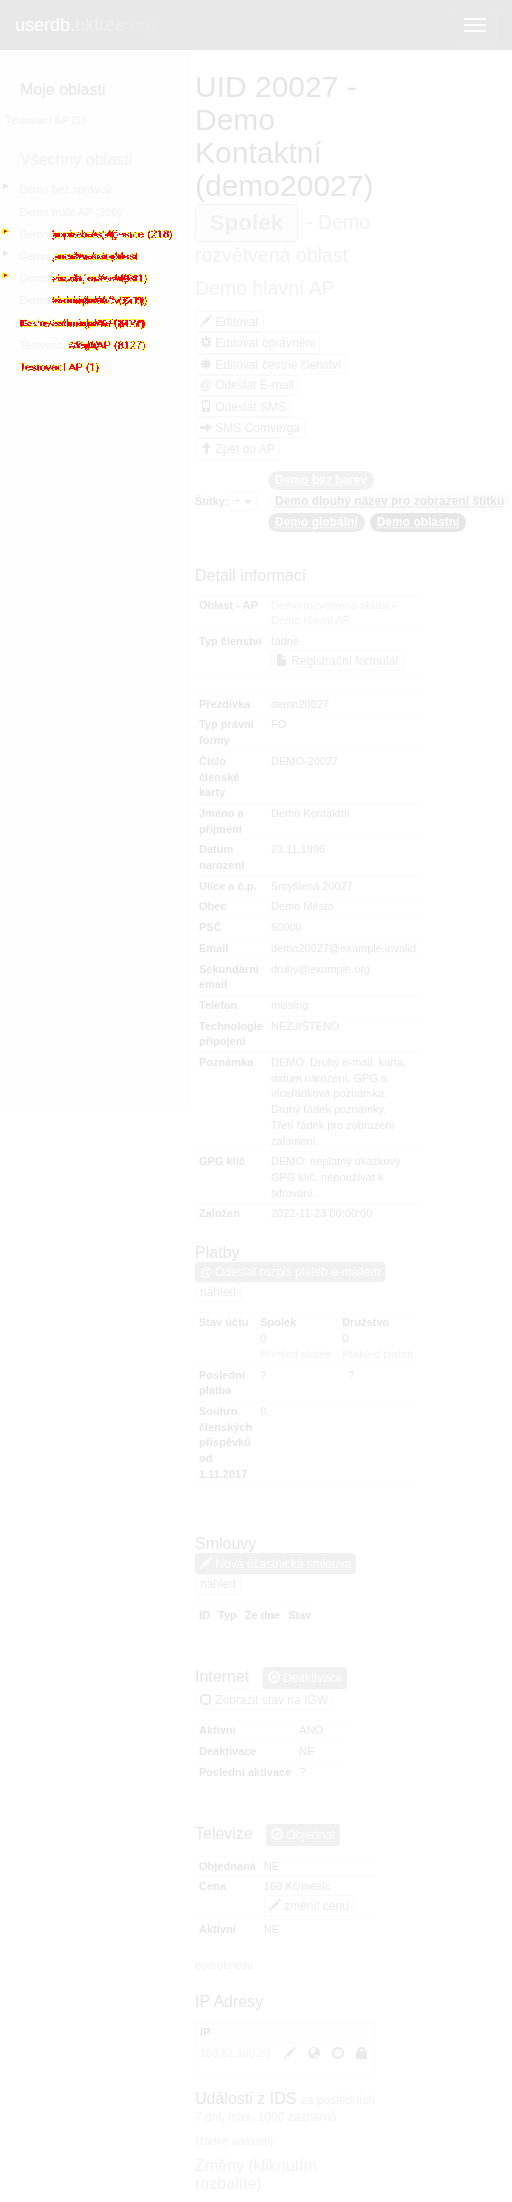 userdb.hkfree.org
Moje oblasti
Testovací AP (1)
Všechny oblasti
Demo bez správců
Demo malé AP (200)
Demo
Demo
Demo
Demo
Testovací AP (8127)
Testovací AP (1)
UID 20027 -
Demo
Kontaktní
(demo20027)
Spolek - Demo
rozvětvená oblast
Demo hlavní AP
Editovat
Editovat oprávnění
Editovat čestné členství
@ Odeslat E-mail
Odeslat SMS
SMS Comverga
Zpět do AP
Štítky: +
Demo bez barev
Demo dlouhý název pro zobrazení štítku
Demo globální Demo oblastní
Detail informací
Oblast - AP Demo rozvětvená oblast -
Demo hlavní AP
Typ členství řádné
Registrační formulář
Přezdívka demo20027
Typ právní FO
formy
Číslo DEMO-20027
členské
karty
Jméno a Demo Kontaktní
příjmení
Datum 23.11.1996
narození
Ulice a č.p. Smyšlená 20027
Obec Demo Město
PSČ 50000
Email demo20027@example.invalid
Sekundární druhy@example.org
email
Telefon missing
Technologie NEZJIŠTĚNO
připojení
Poznámka DEMO: Druhý e-mail, karta,
datum narození, GPG a
víceřádková poznámka.
Druhý řádek poznámky.
Třetí řádek pro zobrazení
zalomení.
GPG klíč DEMO: neplatný ukázkový
GPG klíč, nepoužívat k
šifrování.
Založen 2022-11-23 00:00:00
Platby
@ Odeslat rozpis plateb e-mailem
náhled
Stav účtu Spolek Družstvo
0 0
Přehled plateb Přehled plateb
Poslední ? ?
platba
Souhrn 0
členských
příspěvků
od
1.11.2017
Smlouvy
Nová účastnická smlouva
náhled
ID Typ Ze dne Stav
Internet Deaktivace
Zobrazit stav na IGW
Aktivní ANO
Deaktivace NE
Poslední aktivace ?
Televize Objednat
Objednaná NE
Cena 160 Kč/měsíc
změnit cenu
Aktivní NE
podrobnosti
IP Adresy
IP
198.51.100.20
Události z IDS za posledních
7 dní, max. 1000 záznamů
(žádné události)
Změny (kliknutím
rozbalíte)